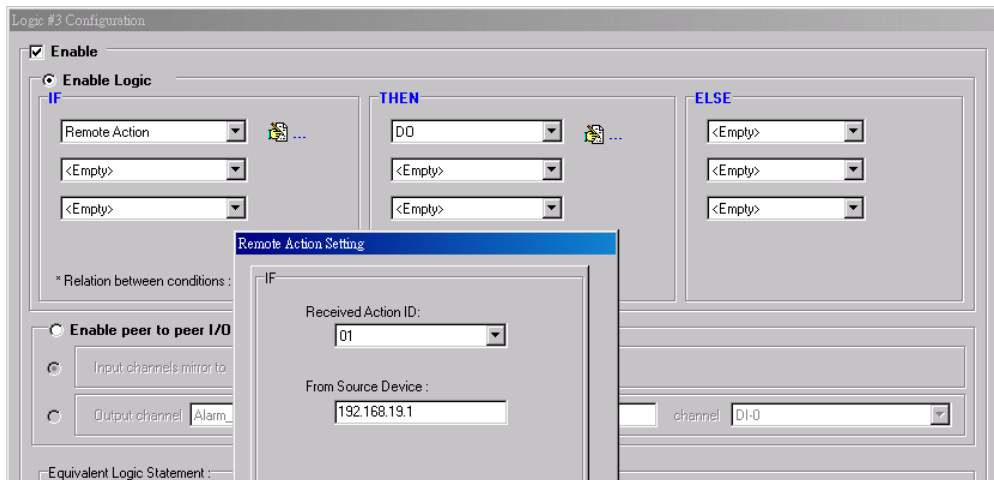 Logic #3 Configuration
Enable
Enable Logic
IF
THEN
ELSE
Remote Action
...
DO
...
<Empty>
<Empty>
<Empty>
<Empty>
<Empty>
<Empty>
<Empty>
* Relation between conditions :
Remote Action Setting
IF
Received Action ID:
01
From Source Device :
192.168.19.1
Enable peer to peer I/O
Input channels mirror to
Output channel
Alarm_
channel
DI-0
Equivalent Logic Statement :